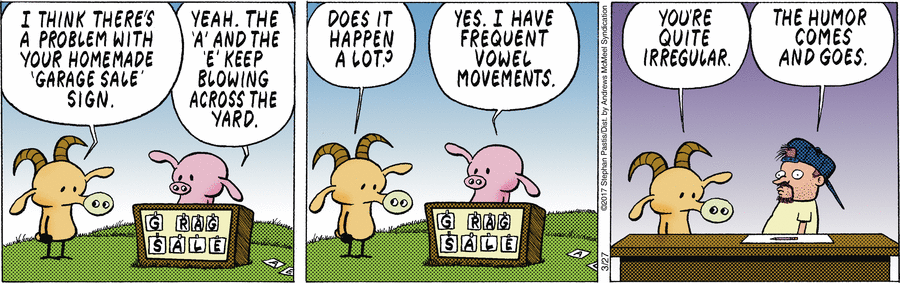 I THINK THERE'S
A PROBLEM WITH
YOUR HOMEMADE
'GARAGE SALE'
SIGN.
YEAH. THE
'A' AND THE
'E' KEEP
BLOWING
ACROSS THE
YARD.
G RAG
SALE
DOES IT
HAPPEN
A LOT?
YES. I HAVE
FREQUENT
VOWEL
MOVEMENTS.
G RAG
SALE
©2017 Stephan Pastis/Dist. by Andrews McMeel Syndication
3/27
YOU'RE
QUITE
IRREGULAR.
THE HUMOR
COMES
AND GOES.